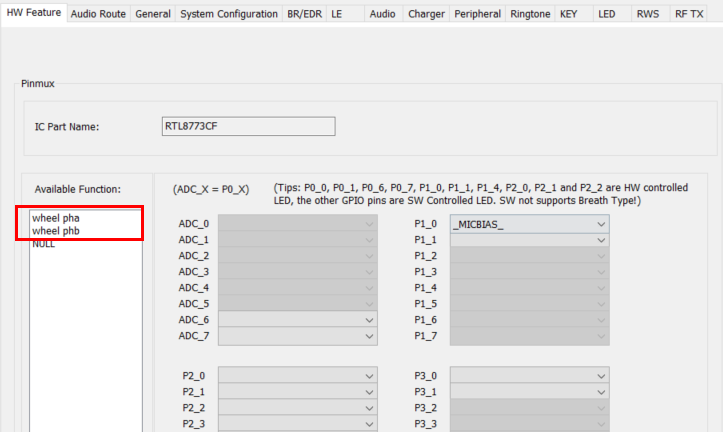 HW Feature Audio Route General System Configuration BR/EDR LE Audio Charger Peripheral Ringtone KEY LED RWS RF TX
Pinmux
IC Part Name: RTL8773CF
Available Function:
wheel pha
wheel phb
NULL
(ADC_X = P0_X) (Tips: P0_0, P0_1, P0_6, P0_7, P1_0, P1_1, P1_4, P2_0, P2_1 and P2_2 are HW controlled
LED, the other GPIO pins are SW Controlled LED. SW not supports Breath Type!)
ADC_0 P1_0 _MICBIAS_
ADC_1 P1_1
ADC_2 P1_2
ADC_3 P1_3
ADC_4 P1_4
ADC_5 P1_5
ADC_6 P1_6
ADC_7 P1_7
P2_0 P3_0
P2_1 P3_1
P2_2 P3_2
P2_3 P3_3